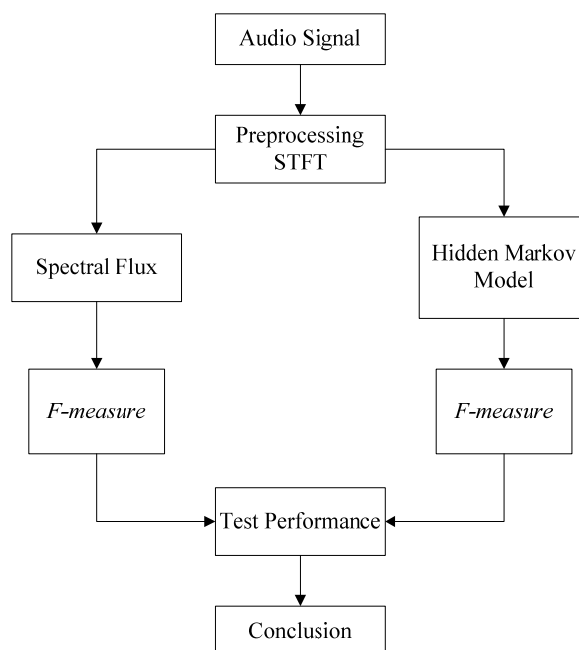 Audio Signal
Preprocessing
STFT
Spectral Flux
Hidden Markov
Model
F-measure
F-measure
Test Performance
Conclusion